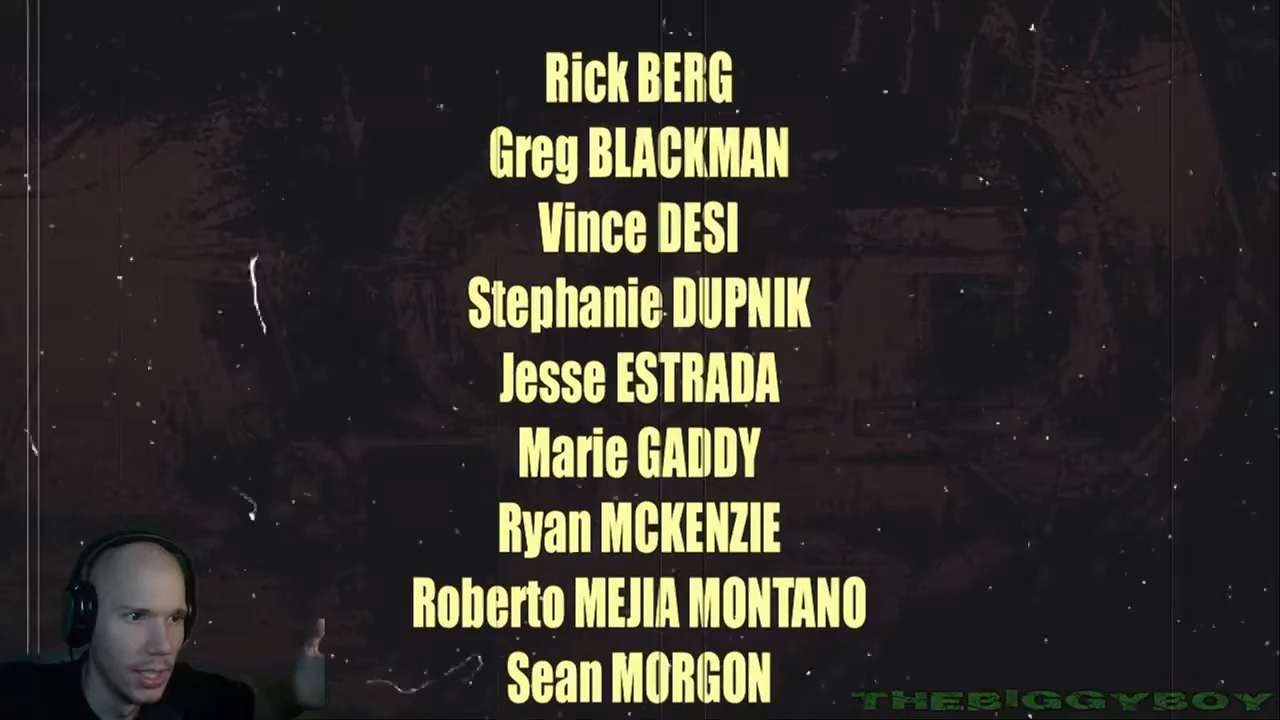 Rick BERG
Greg BLACKMAN
Vince DESI
Stephanie DUPNIK
Jesse ESTRADA
Marie GADDY
Ryan MCKENZIE
Roberto MEJIA MONTANO
Sean MORGON
THEBIGGYBOY